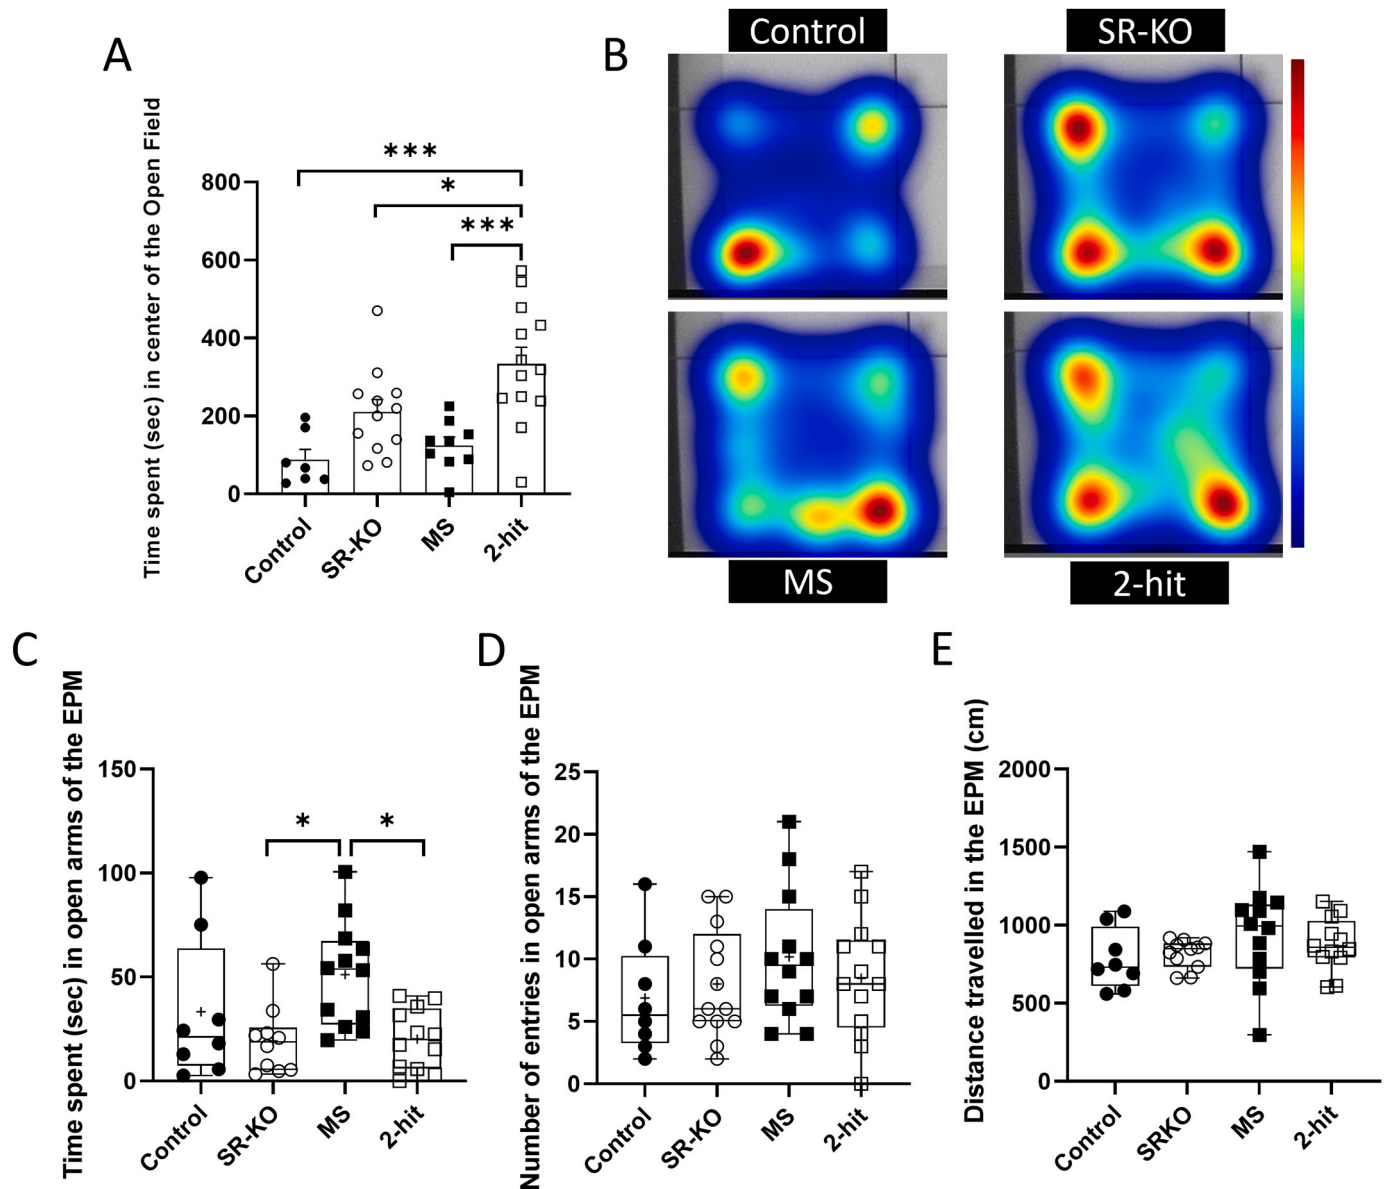 A
Time spent (sec) in center of the Open Field
800
600
400
200
0
***
*
***
Control
SR-KO
MS
2-hit
B
Control
SR-KO
MS
2-hit
C
Time spent (sec) in open arms of the EPM
150
100
50
0
*
*
Control
SR-KO
MS
2-hit
D
Number of entries in open arms of the EPM
25
20
15
10
5
0
Control
SR-KO
MS
2-hit
E
Distance travelled in the EPM (cm)
2000
1500
1000
500
0
Control
SRKO
MS
2-hit